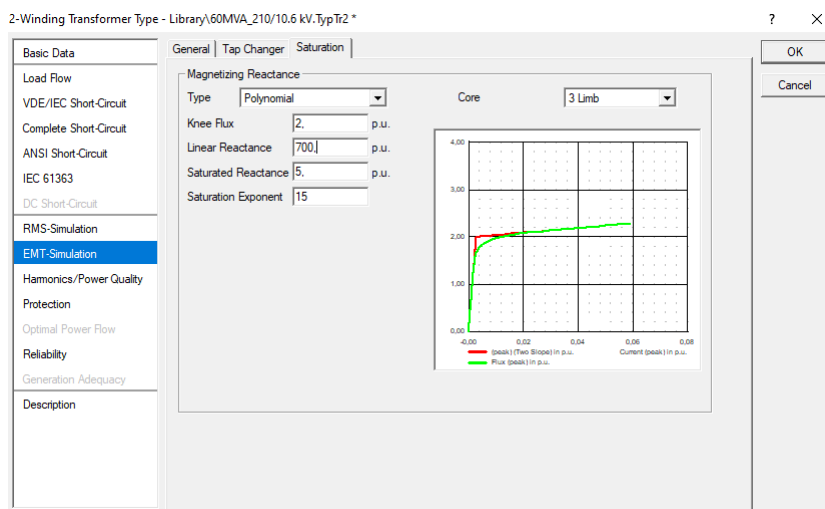 2-Winding Transformer Type - Library\60MVA_210/10.6 kV.TypTr2 *
?
Basic Data
Load Flow
VDE/IEC Short-Circuit
Complete Short-Circuit
ANSI Short-Circuit
IEC 61363
DC Short-Circuit
RMS-Simulation
EMT-Simulation
Harmonics/Power Quality
Protection
Optimal Power Flow
Reliability
Generation Adequacy
Description
General Tap Changer Saturation
Magnetizing Reactance
Type Polynomial Core 3 Limb
Knee Flux 2, p.u.
Linear Reactance 700, p.u.
Saturated Reactance 5. p.u.
Saturation Exponent 15
4,00
3,00
2,00
1,00
0,00
-0,00 0,02 0,04 0,06 0,08
(peak) (Two Slope) in p.u. Current (peak) in p.u.
Flux (peak) in p.u.
OK
Cancel